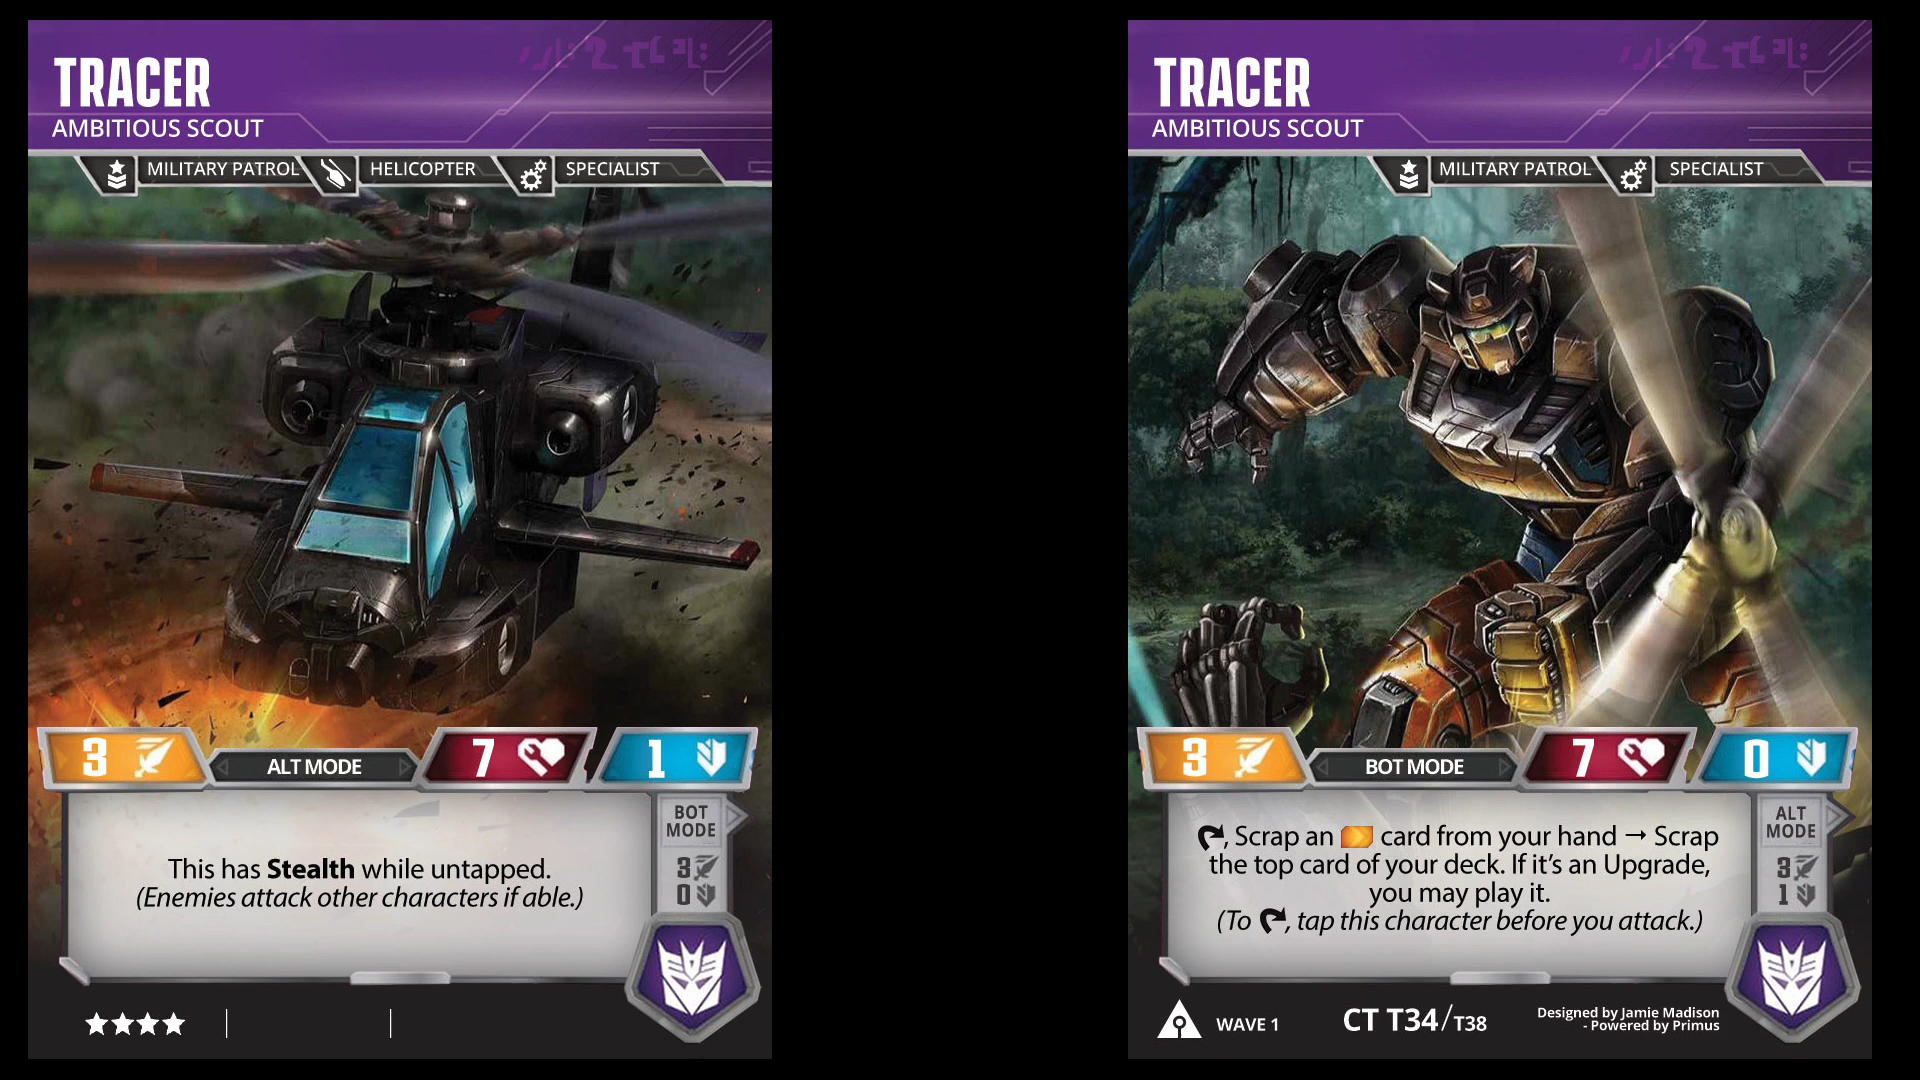 TRACER
AMBITIOUS SCOUT
MILITARY PATROL
HELICOPTER
SPECIALIST
3
ALT MODE
7
1
This has Stealth while untapped.
(Enemies attack other characters if able.)
BOT
MODE
3
0
TRACER
AMBITIOUS SCOUT
MILITARY PATROL
SPECIALIST
3
BOT MODE
7
0
, Scrap an card from your hand → Scrap
the top card of your deck. If it's an Upgrade,
you may play it.
(To , tap this character before you attack.)
ALT
MODE
3
1
WAVE 1
CT T34/T38
Designed by Jamie Madison
- Powered by Primus